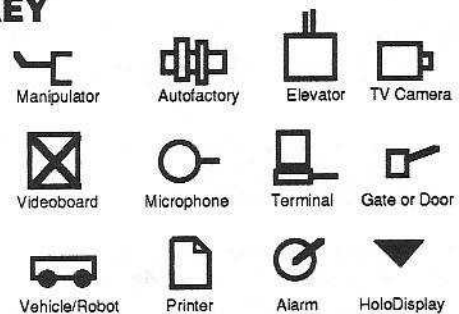 KEY
Manipulator Autofactory Elevator TV Camera
Videoboard Microphone Terminal Gate or Door
Vehicle/Robot Printer Alarm HoloDisplay